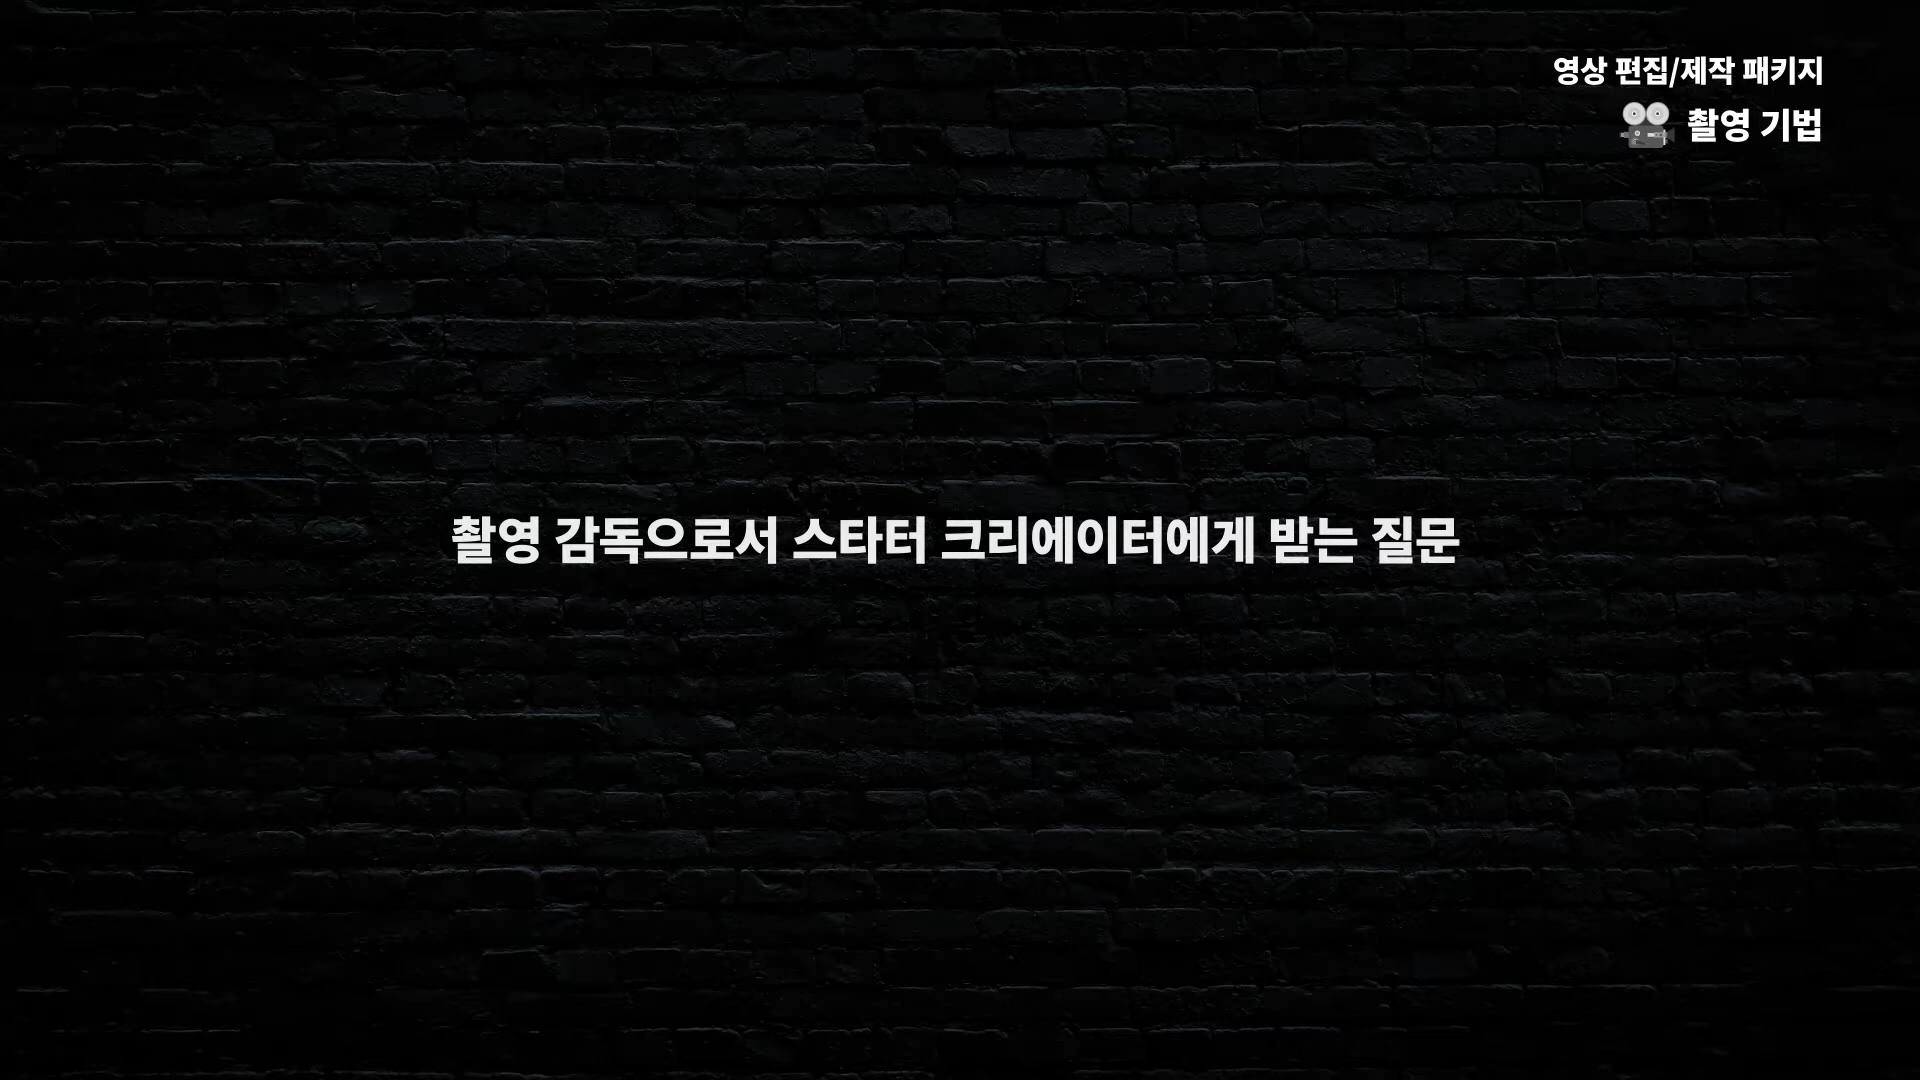 영상 편집/제작 패키지
촬영 기법
촬영 감독으로서 스타터 크리에이터에게 받는 질문